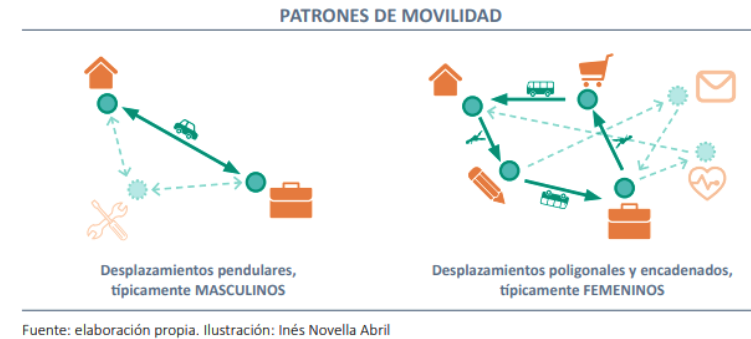 PATRONES DE MOVILIDAD
Desplazamientos pendulares,
típicamente MASCULINOS
Desplazamientos poligonales y encadenados,
típicamente FEMENINOS
Fuente: elaboración propia. Ilustración: Inés Novella Abril